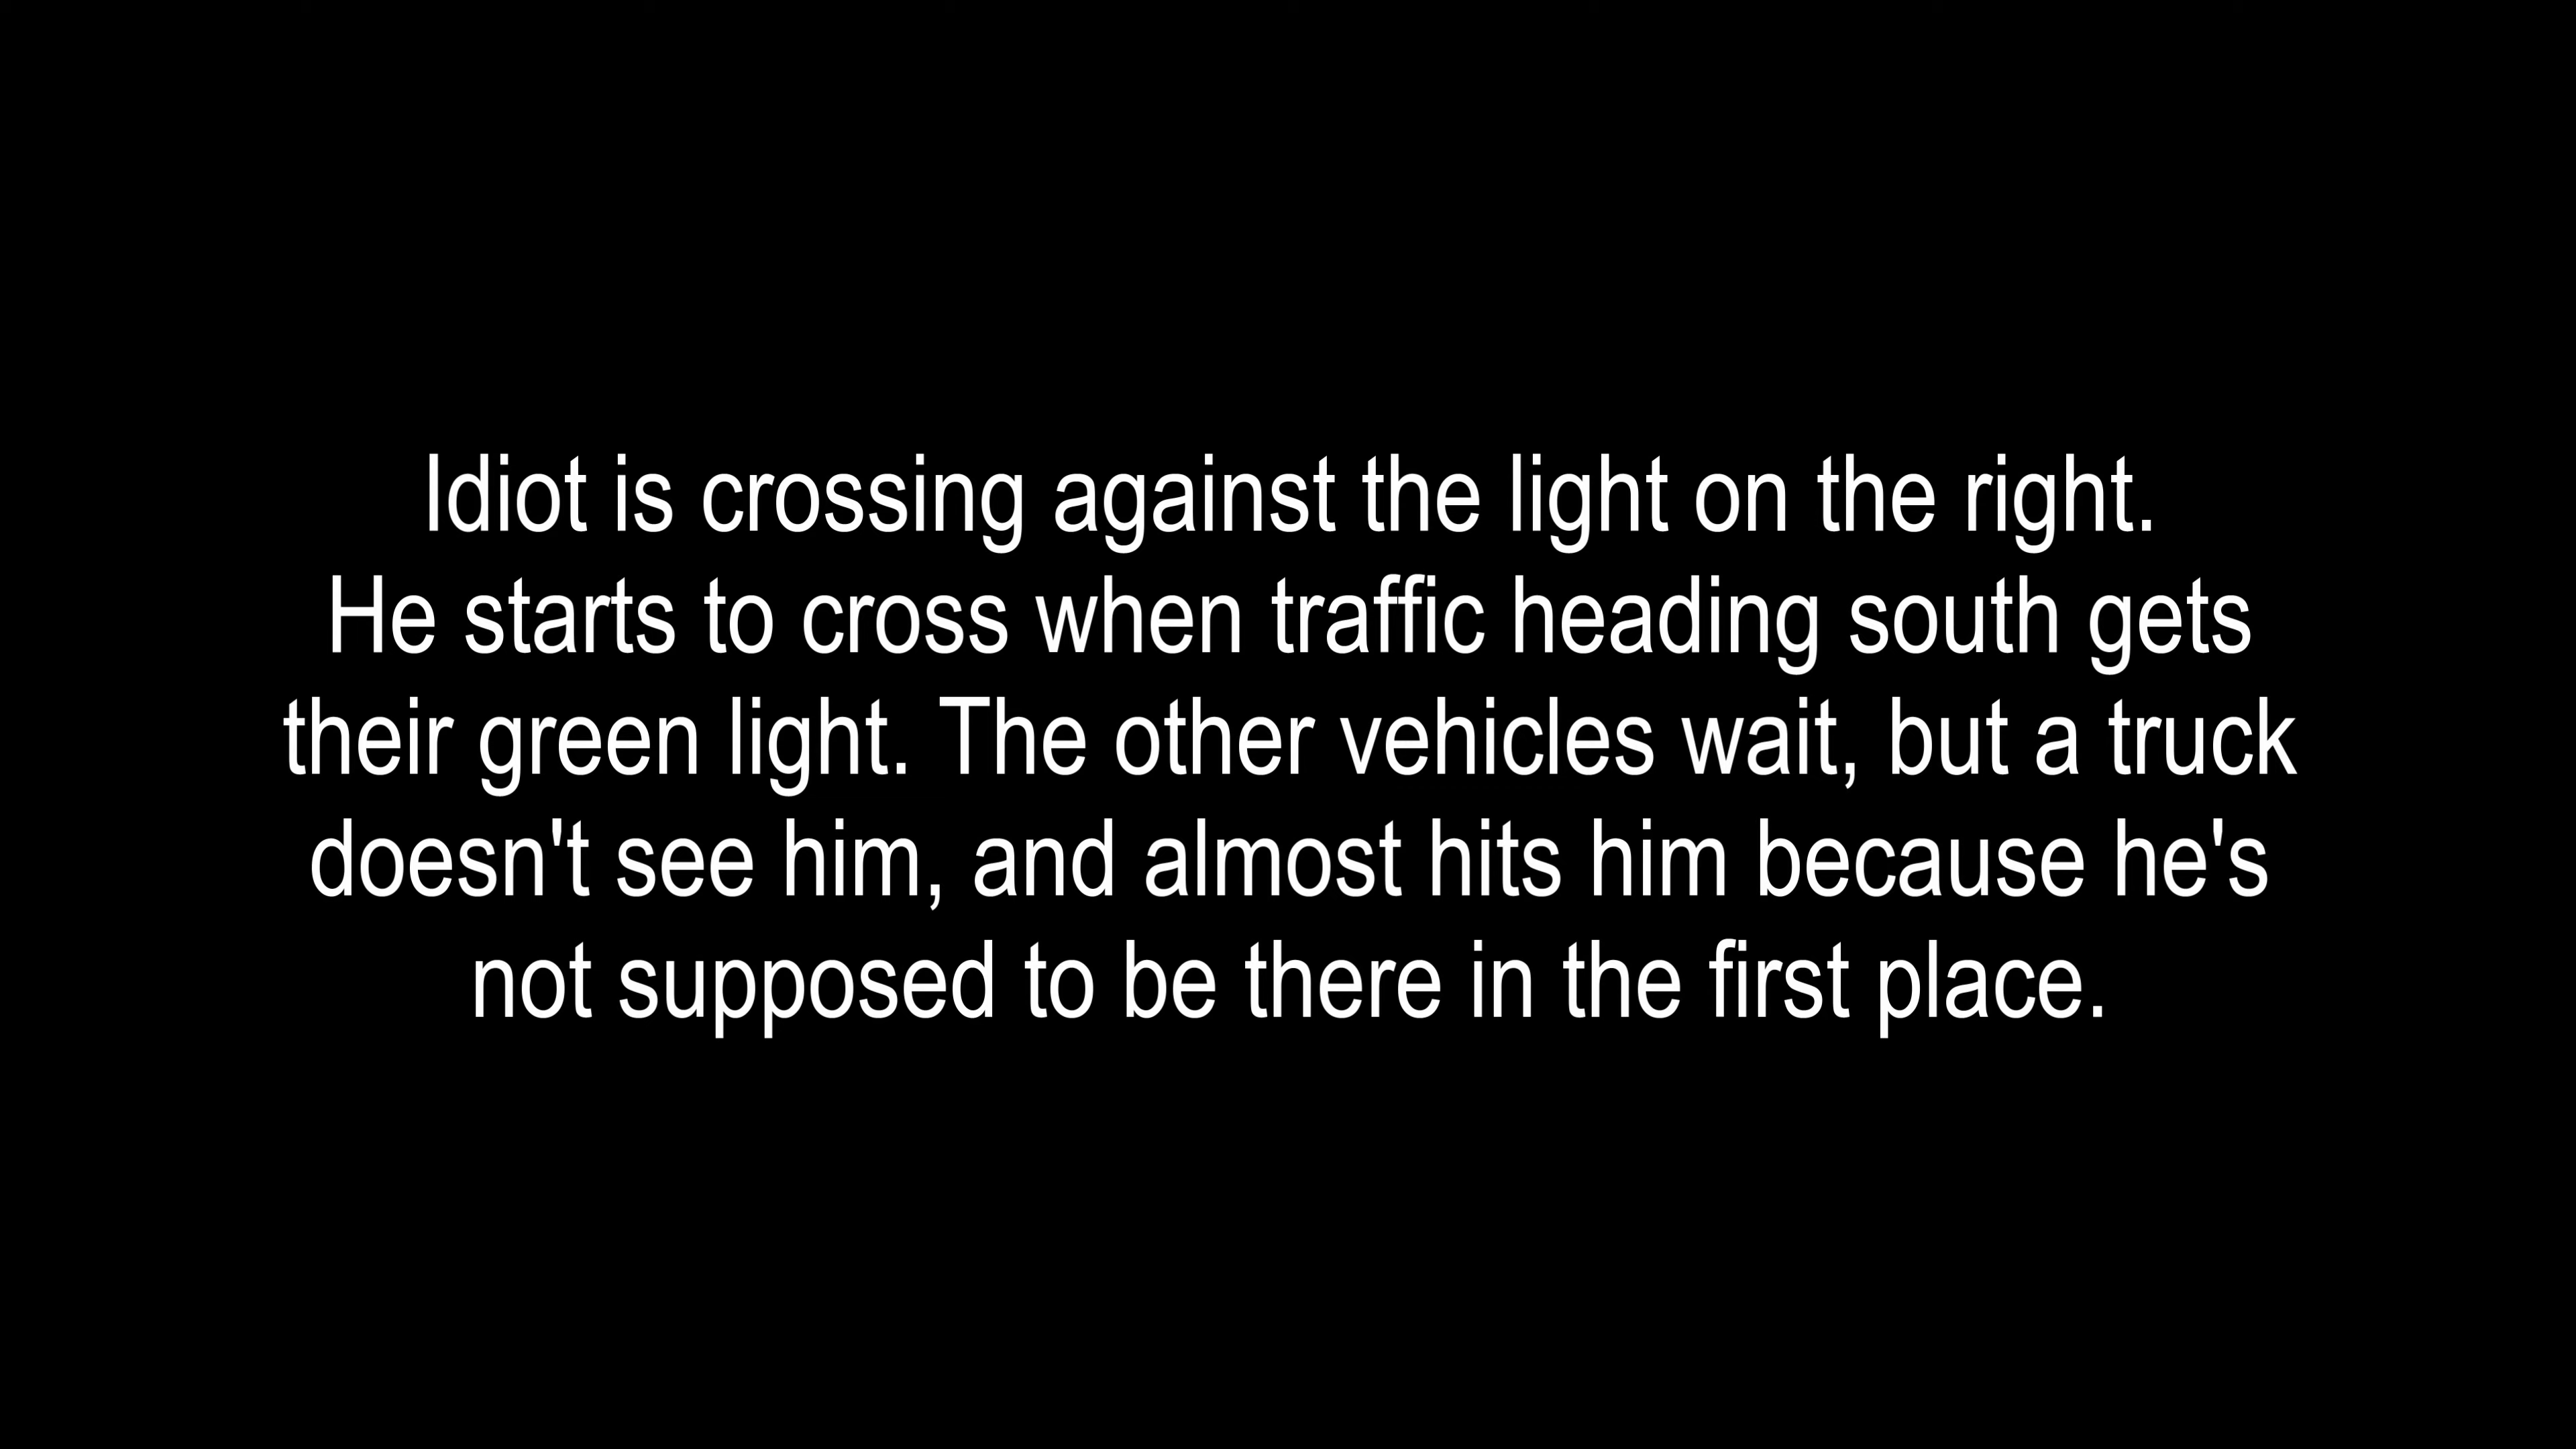 Idiot is crossing against the light on the right.
He starts to cross when traffic heading south gets
their green light. The other vehicles wait, but a truck
doesn't see him, and almost hits him because he's
not supposed to be there in the first place.